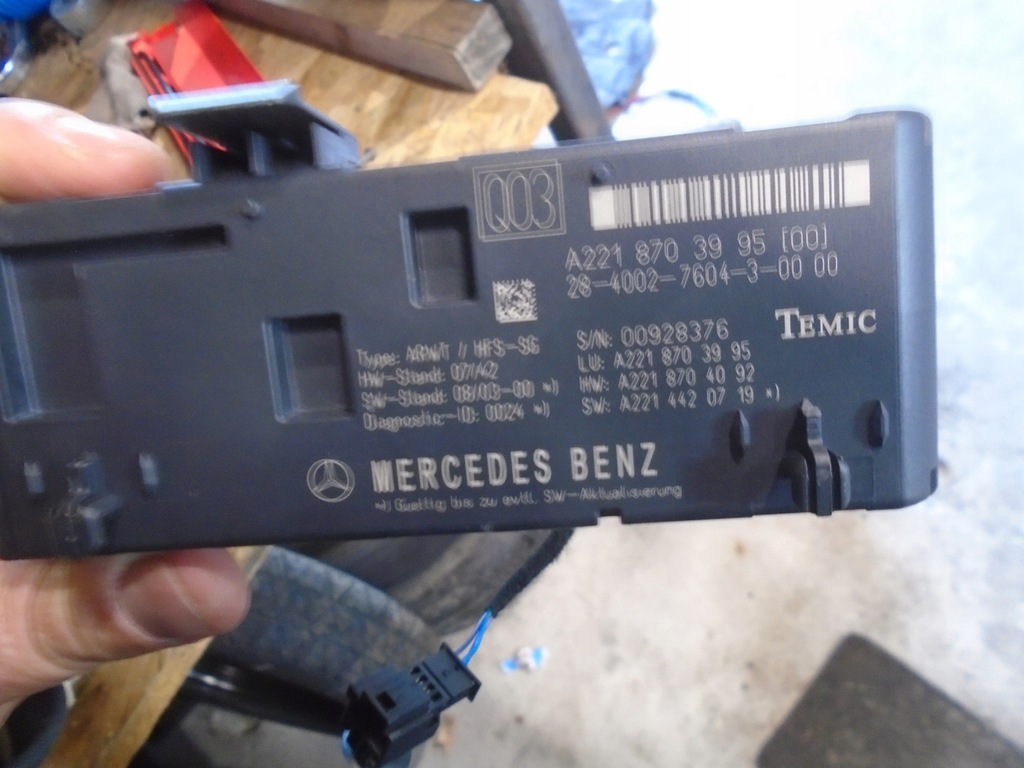 Q03
A221 870 39 95 [00]
28-4002-7604-3-00 00
TEMIC
S/N: 00928376
LU: A221 870 39 95
HW: A221 870 40 92
SW: A221 442 07 19 *)
Type: // HFS-SG
HW-Stand: 07/42
SW-Stand: 08/03-00 *)
Diagnostic-ID: 0024 *)
MERCEDES BENZ
*) Gueltig bis zu evtl. SW-Aktualisierung